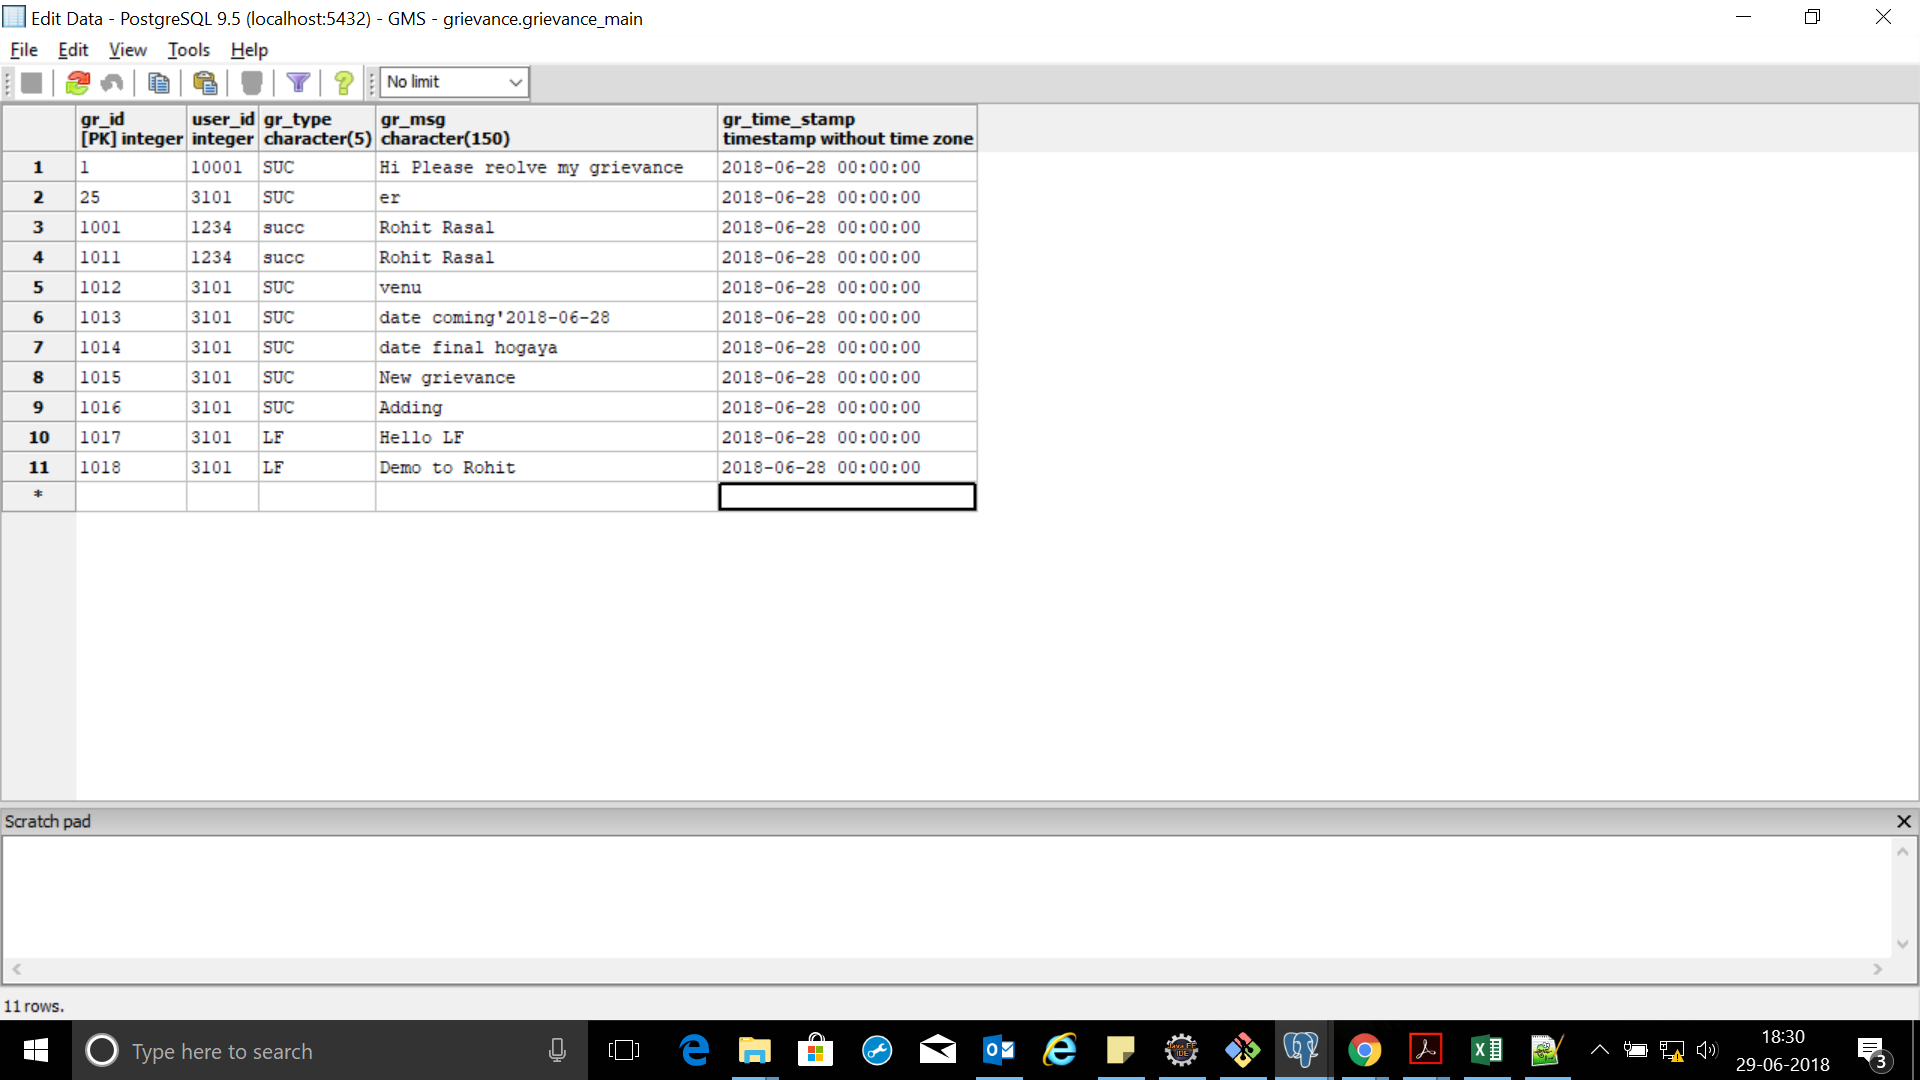 Edit Data - PostgreSQL 9.5 (localhost:5432) - GMS - grievance.grievance_main
File Edit View Tools Help
No limit
gr_id user_id gr_type gr_msg gr_time_stamp
[PK] integer integer character(5) character(150) timestamp without time zone
1 1 10001 SUC Hi Please reolve my grievance 2018-06-28 00:00:00
2 25 3101 SUC er 2018-06-28 00:00:00
3 1001 1234 succ Rohit Rasal 2018-06-28 00:00:00
4 1011 1234 succ Rohit Rasal 2018-06-28 00:00:00
5 1012 3101 SUC venu 2018-06-28 00:00:00
6 1013 3101 SUC date coming'2018-06-28 2018-06-28 00:00:00
7 1014 3101 SUC date final hogaya 2018-06-28 00:00:00
8 1015 3101 SUC New grievance 2018-06-28 00:00:00
9 1016 3101 SUC Adding 2018-06-28 00:00:00
10 1017 3101 LF Hello LF 2018-06-28 00:00:00
11 1018 3101 LF Demo to Rohit 2018-06-28 00:00:00
*
Scratch pad
11 rows.
Type here to search
Java EE
IDE
18:30
29-06-2018
3